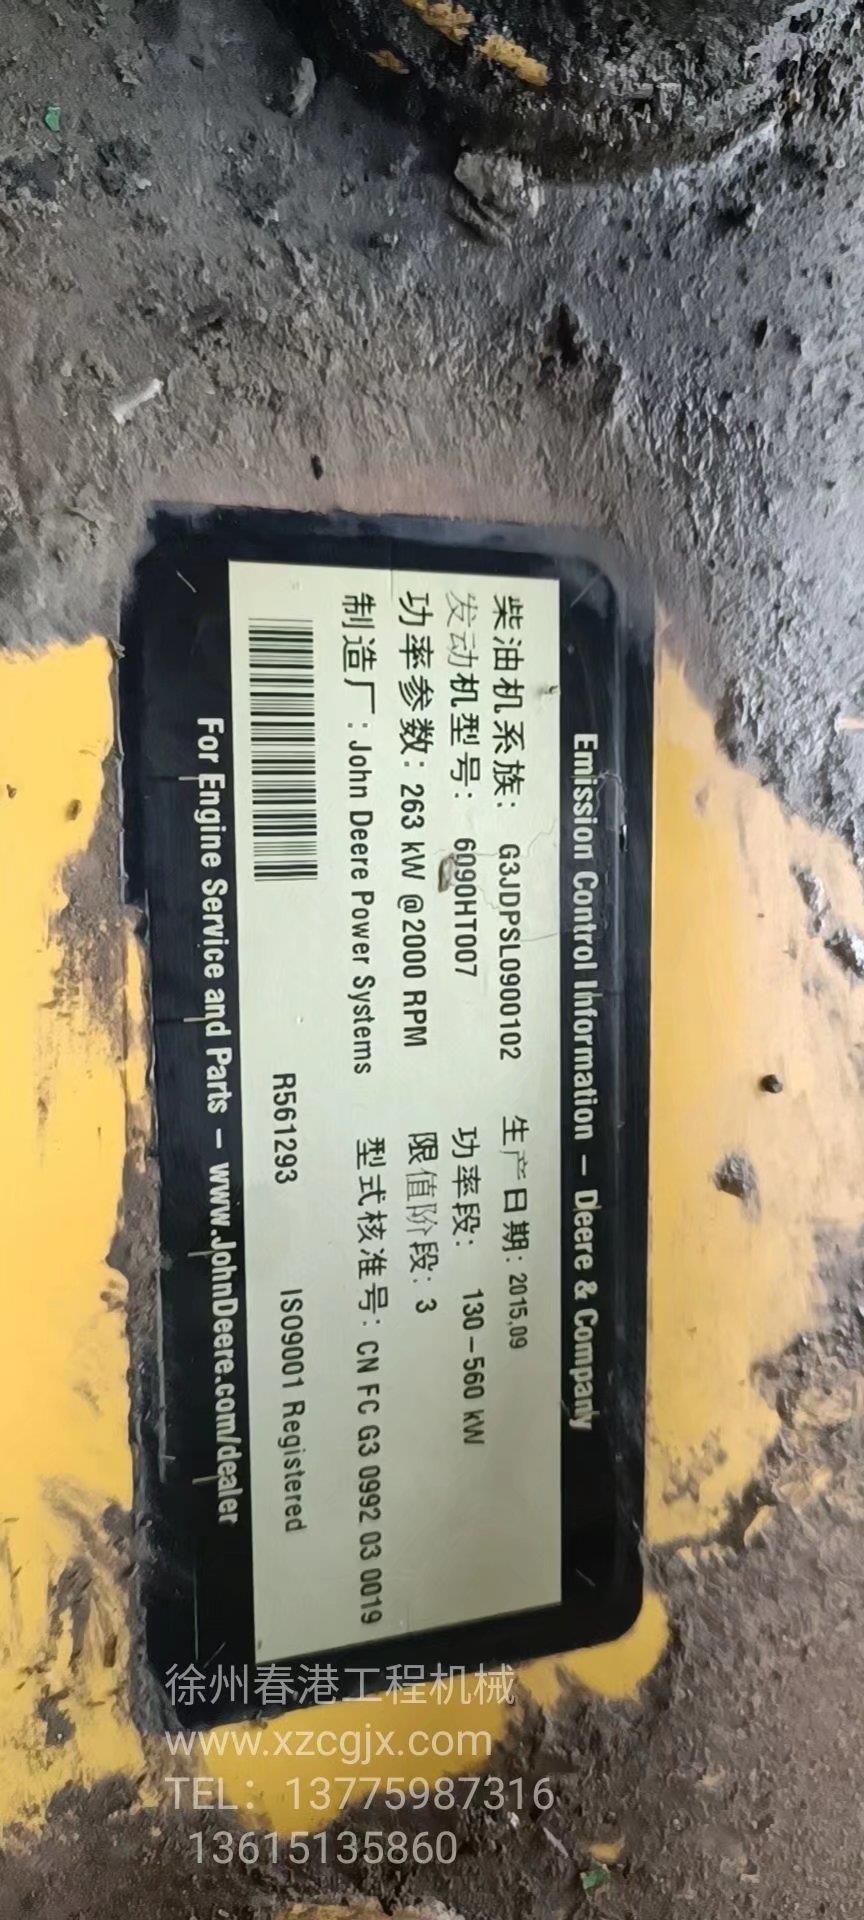 Emission Control Information – Deere & Company
柴油机系族: G3JDPSL0900102 生产日期: 2015.09
发动机型号: 6090HT007 功率段: 130-560 kW
功率参数: 263 kW @2000 RPM 限值阶段: 3
制造厂: John Deere Power Systems 型式核准号: CN FC G3 0992 03 0019
R561293 ISO9001 Registered
For Engine Service and Parts – www.JohnDeere.com/dealer
徐州春港工程机械
www.xzcgjx.com
TEL: 13775987316
13615135860